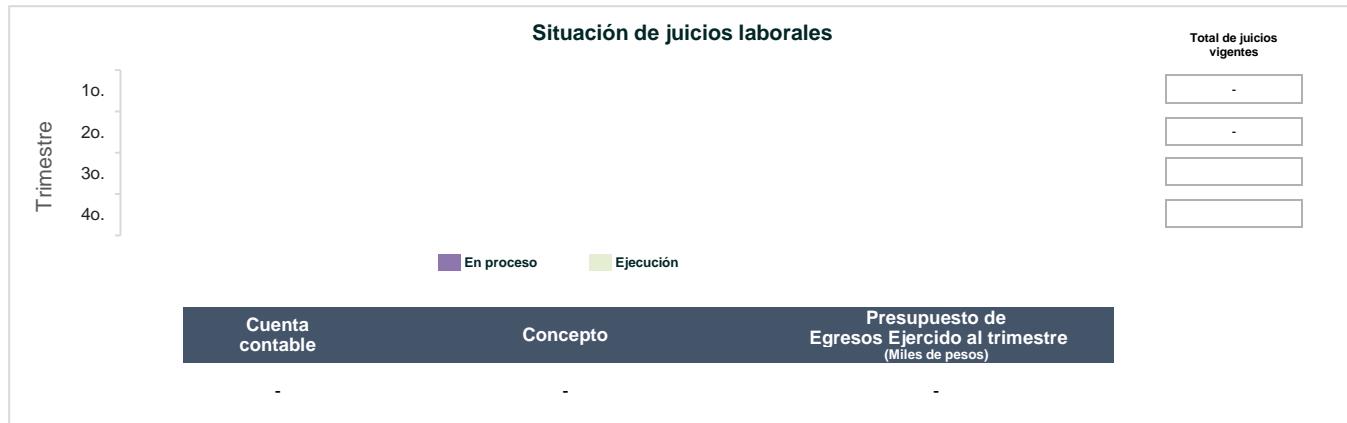 Situación de juicios laborales
Total de juicios
vigentes
Trimestre
1o.
-
2o.
-
3o.
4o.
En proceso
Ejecución
Cuenta
contable
Concepto
Presupuesto de
Egresos Ejercido al trimestre
(Miles de pesos)
-
-
-